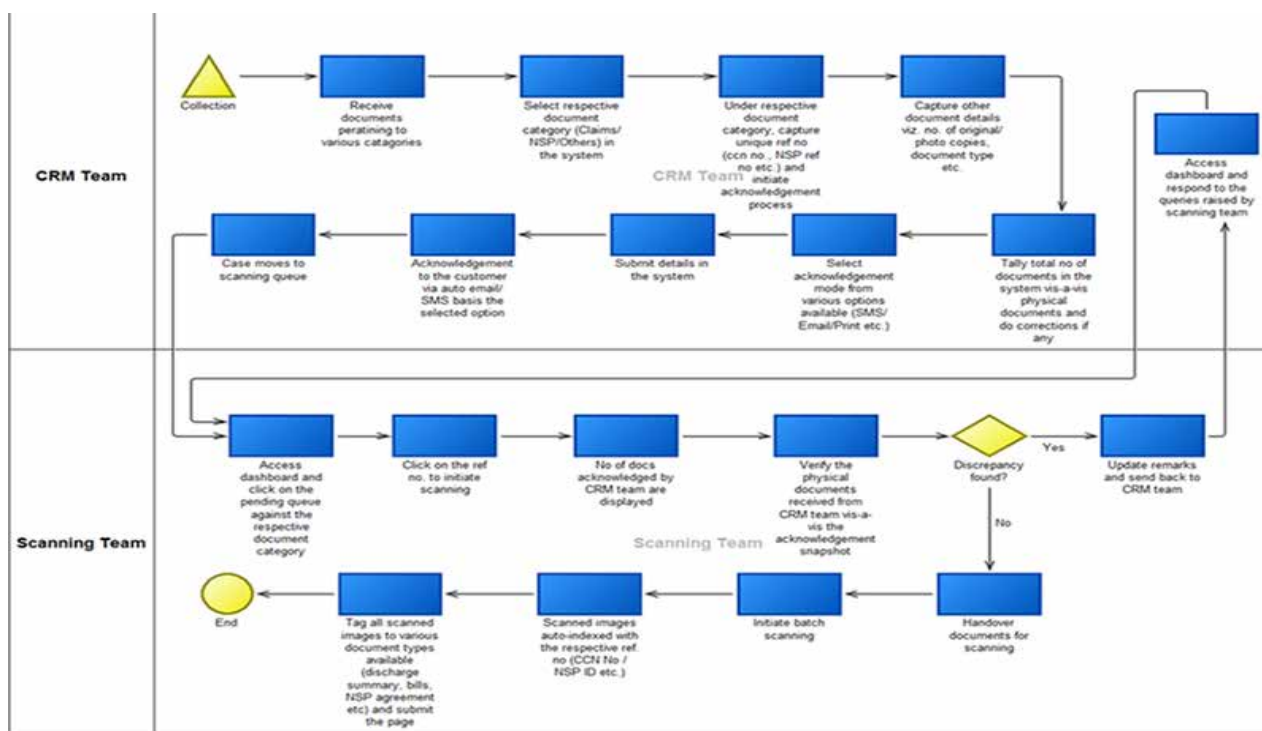 CRM Team
Collection
Receive
documents
peratining to
various catagories
Select respective
document
category (Claims/
NSP/Others) in
the system
Under respective
document
category, capture
unique ref no
(ccn no., NSP ref
no etc.) and
initiate
acknowledgement
process
Capture other
document details
viz. no. of original/
photo copies,
document type
etc.
Access
dashboard and
respond to the
queries raised by
scanning team
CRM Team
Case moves to
scanning queue
Acknowledgement
to the customer
via auto email/
SMS basis the
selected option
Submit details in
the system
Select
acknowledgement
mode from
various options
available (SMS/
Email/Print etc.)
Tally total no of
documents in the
system vis-a-vis
physical
documents and
do corrections if
any
Scanning Team
Access
dashboard and
click on the
pending queue
against the
respective
document
category
Click on the ref
no. to initiate
scanning
No of docs
acknowledged by
CRM team are
displayed
Verify the
physical
documents
received from
CRM team vis-a-
vis the
acknowledgement
snapshot
Discrepancy
found?
Yes
Update remarks
and send back to
CRM team
No
Scanning Team
End
Tag all scanned
images to various
document types
available
(discharge
summary, bills,
NSP agreement
etc) and submit
the page
Scanned images
auto-indexed with
the respective ref.
no (CCN No /
NSP ID etc.)
Initiate batch
scanning
Handover
documents for
scanning